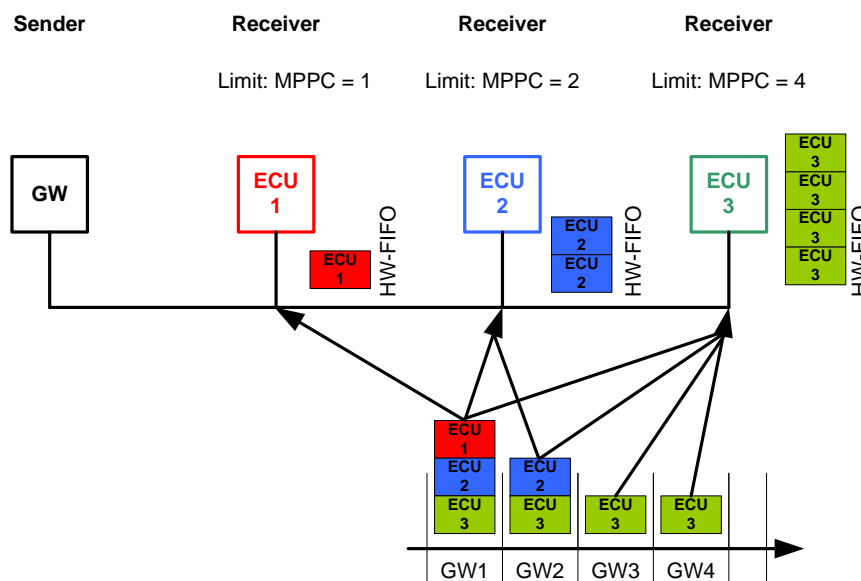 Sender
Receiver
Receiver
Receiver
Limit: MPPC = 1
Limit: MPPC = 2
Limit: MPPC = 4
GW
ECU
1
ECU
2
ECU
3
ECU
1
HW-FIFO
ECU
2
ECU
2
HW-FIFO
ECU
3
ECU
3
ECU
3
ECU
3
HW-FIFO
ECU
1
ECU
2
ECU
3
ECU
2
ECU
3
ECU
3
ECU
3
GW1
GW2
GW3
GW4